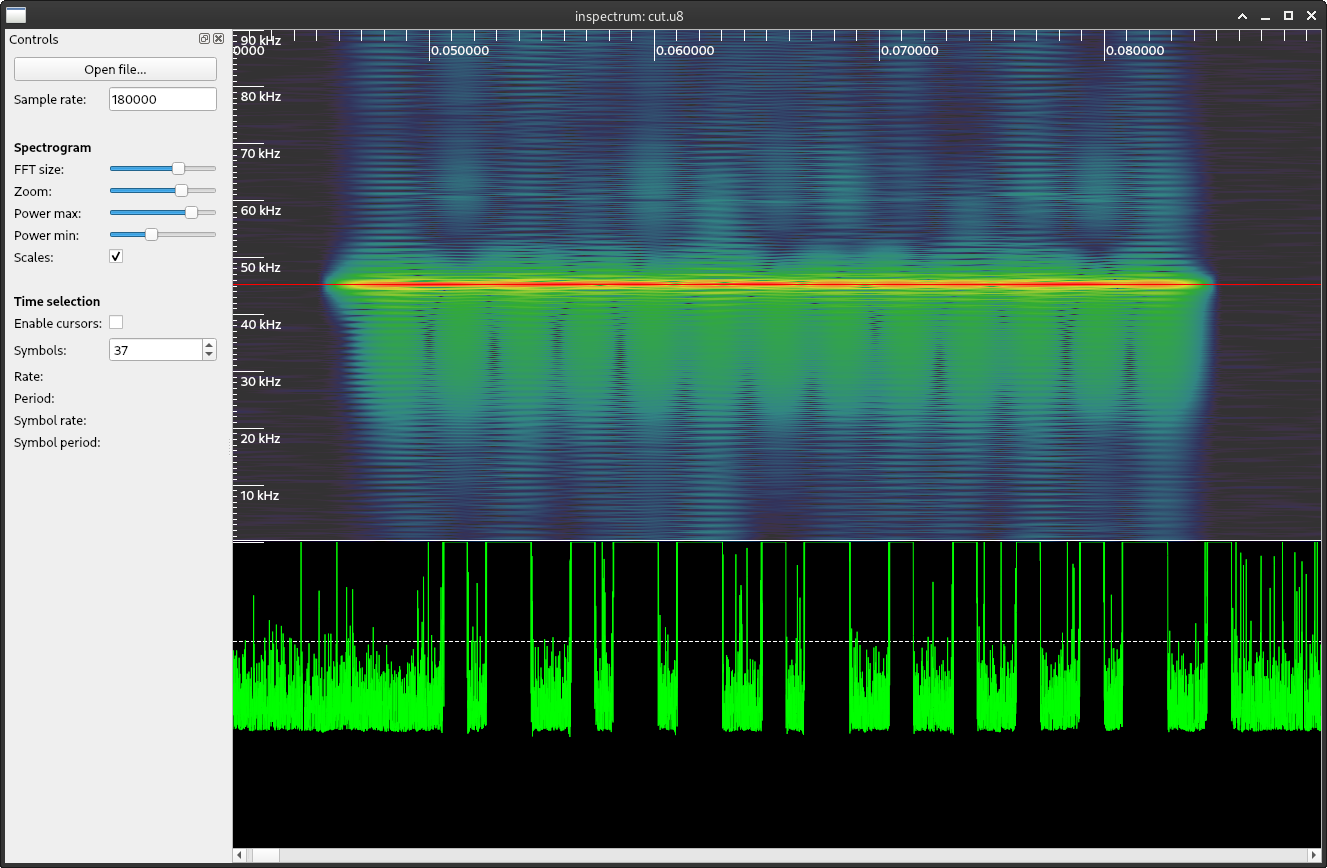 inspectrum: cut.u8
Controls
Open file...
Sample rate: 180000
Spectrogram
FFT size:
Zoom:
Power max:
Power min:
Scales:
Time selection
Enable cursors:
Symbols: 37
Rate:
Period:
Symbol rate:
Symbol period:
90 kHz
0000 0.050000 0.060000 0.070000 0.080000
80 kHz
70 kHz
60 kHz
50 kHz
40 kHz
30 kHz
20 kHz
10 kHz